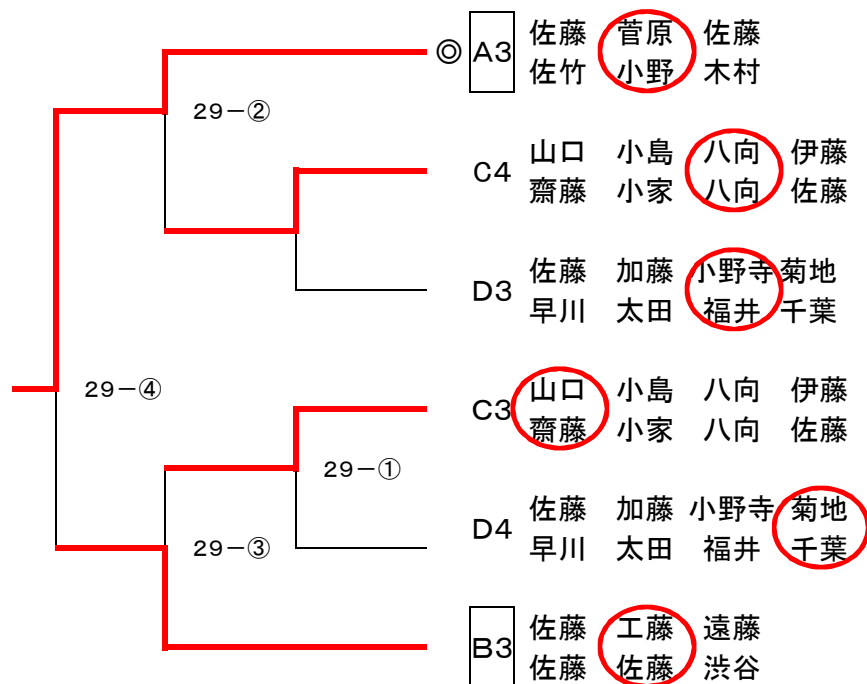 佐藤 菅原 佐藤
◎ A3
佐竹 小野 木村
29-②
山口 小島 八向 伊藤
C4
齋藤 小家 八向 佐藤
佐藤 加藤 小野寺 菊地
D3
早川 太田 福井 千葉
29-④
山口 小島 八向 伊藤
C3
齋藤 小家 八向 佐藤
29-①
佐藤 加藤 小野寺 菊地
D4
早川 太田 福井 千葉
29-③
佐藤 工藤 遠藤
B3
佐藤 佐藤 渋谷